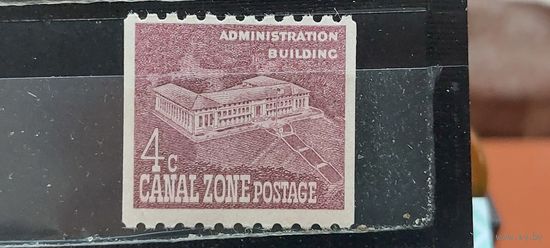 ADMINISTRATION
BUILDING
4c
CANAL ZONE POSTAGE